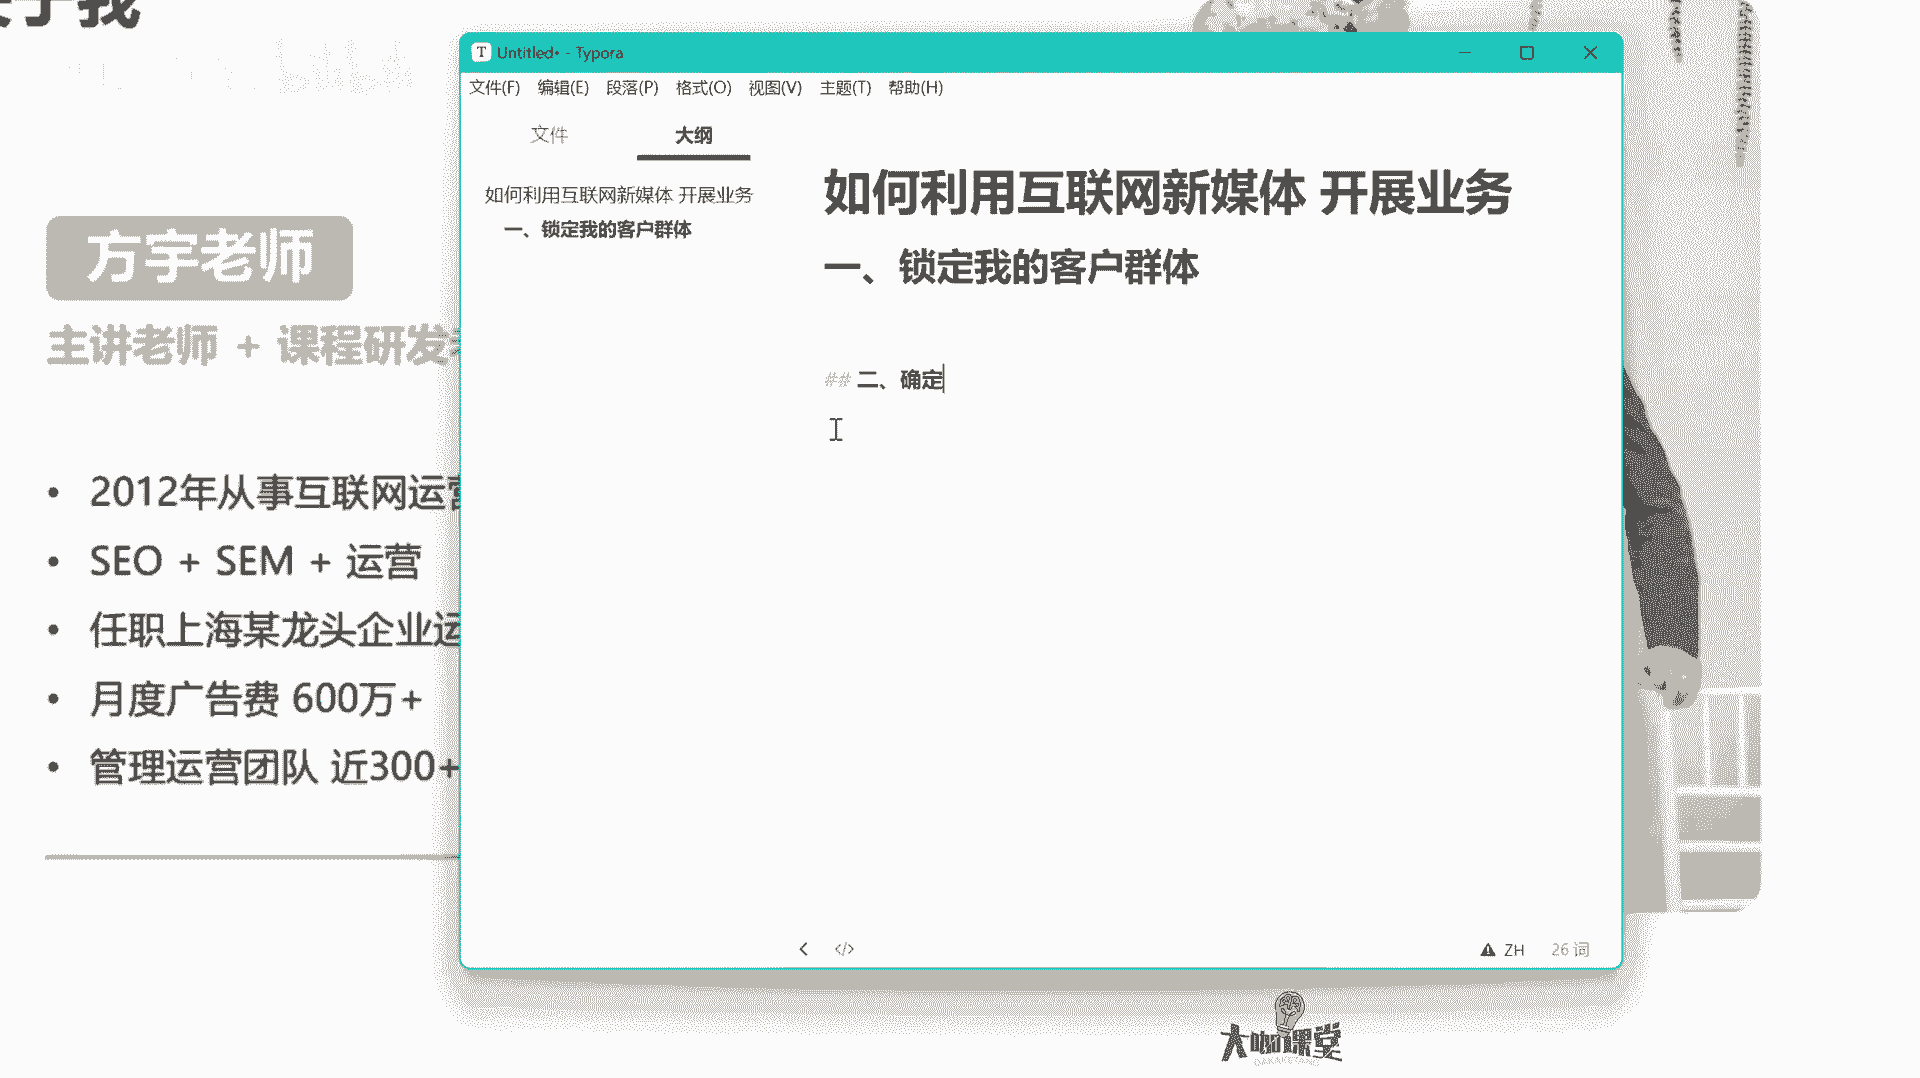 方宇老师
主讲老师 + 课程研发
2012年从事互联网运营
SEO + SEM + 运营
任职上海某龙头企业运
月度广告费 600万+
管理运营团队 近300+
Untitled• - Typora
文件(F) 编辑(E) 段落(P) 格式(O) 视图(V) 主题(T) 帮助(H)
文件 大纲
如何利用互联网新媒体 开展业务
一、锁定我的客户群体
如何利用互联网新媒体 开展业务
一、锁定我的客户群体
## 二、确定
</>
ZH 26 词
大咖课堂
DAKAKETANG